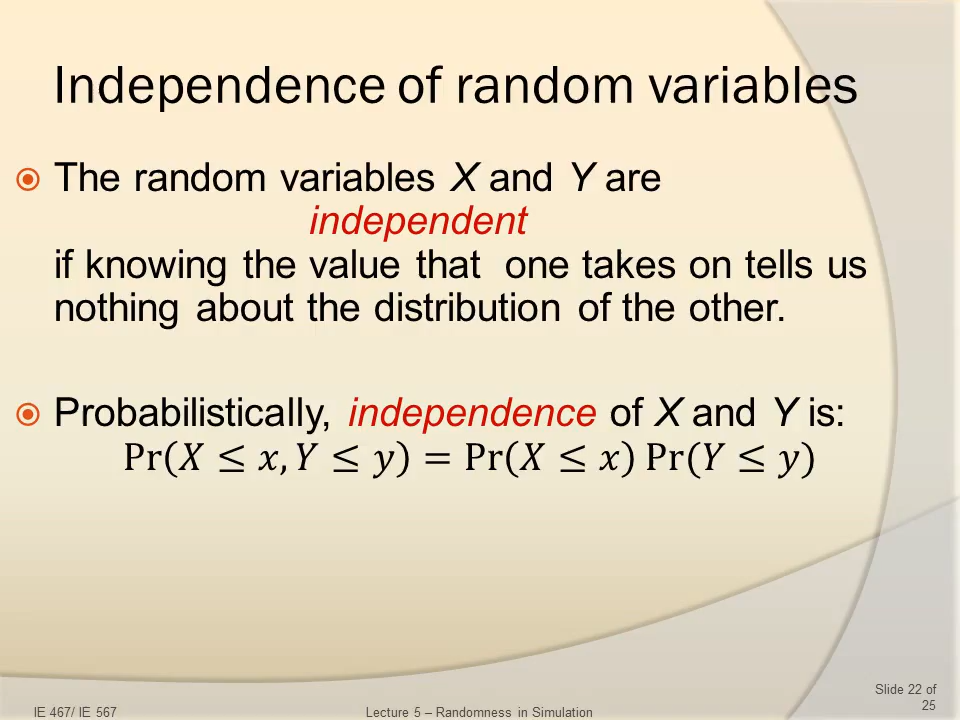 Independence of random variables
The random variables X and Y are
independent
if knowing the value that  one takes on tells us
nothing about the distribution of the other.
Probabilistically, independence of X and Y is:
Pr(𝑋 ≤ 𝑥, 𝑌 ≤ 𝑦) = Pr(𝑋 ≤ 𝑥) Pr(𝑌 ≤ 𝑦)
Slide 22 of
25
IE 467/ IE 567
Lecture 5 – Randomness in Simulation